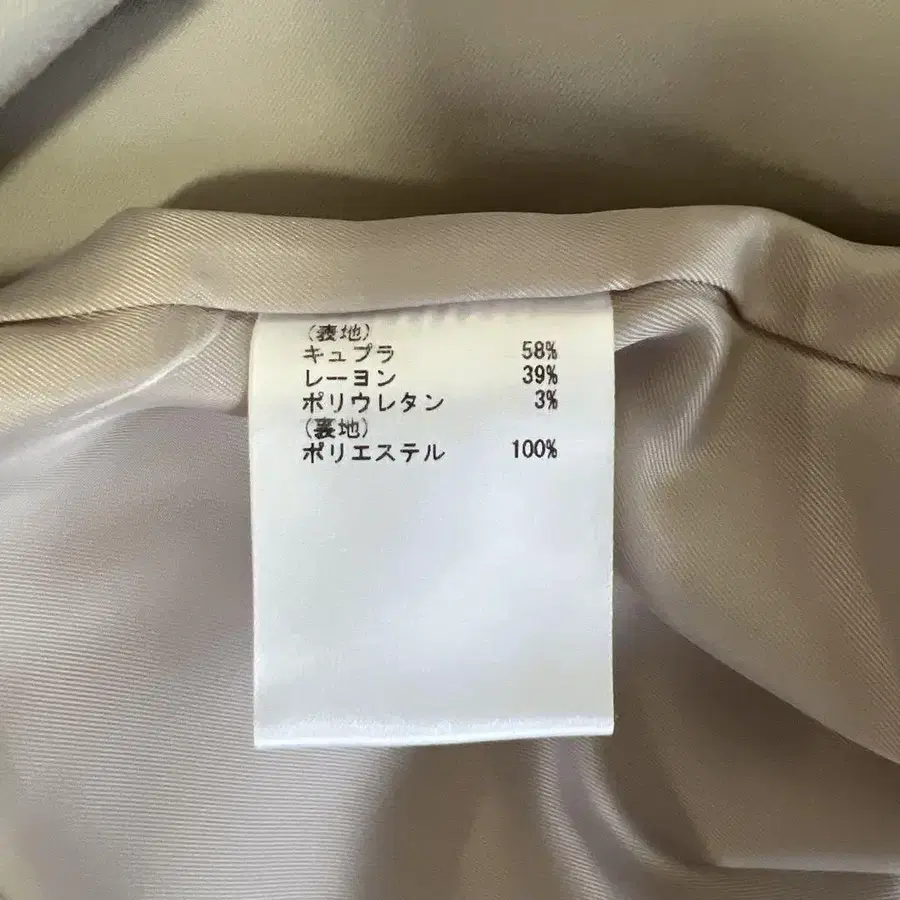 (表地)
キュプラ 58%
レーヨン 39%
ポリウレタン 3%
(裏地)
ポリエステル 100%